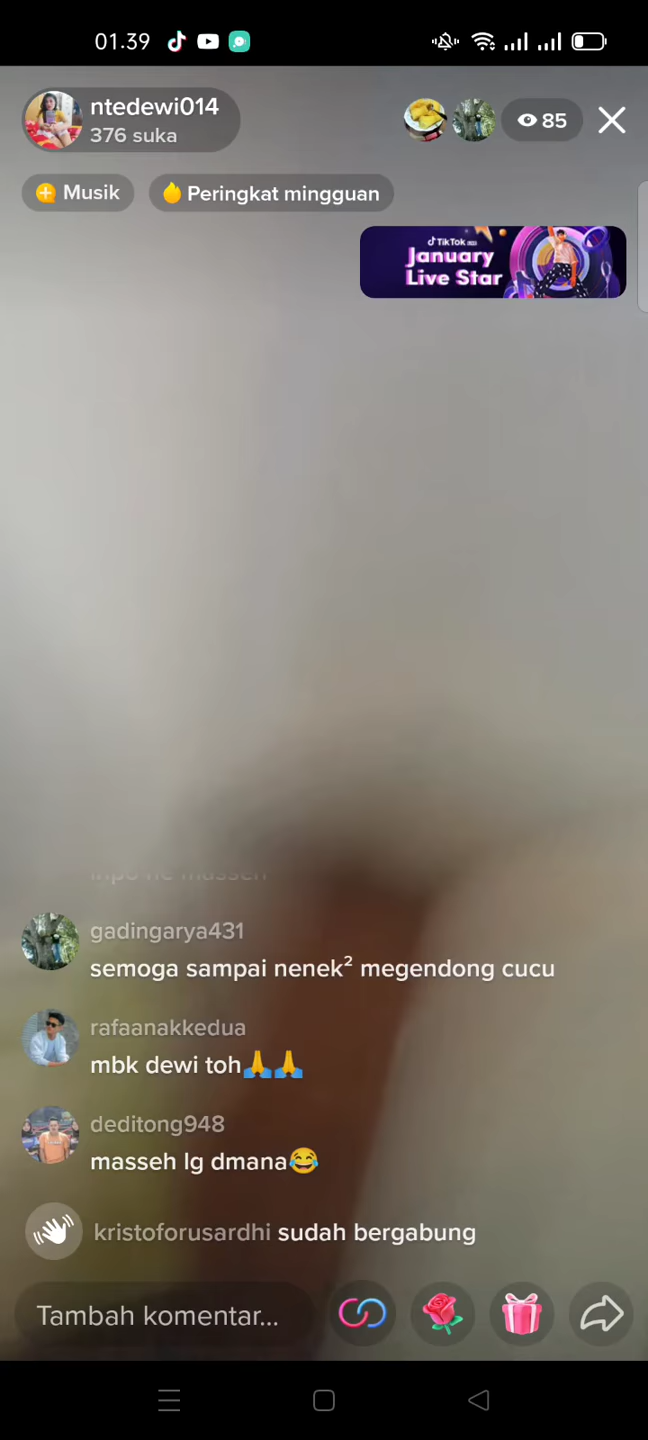 01.39
ntedewi014
376 suka
85
Musik
Peringkat mingguan
TikTok
January
Live Star
gadingarya431
semoga sampai nenek² megendong cucu
rafaanakkedua
mbk dewi toh🙏🙏
deditong948
masseh lg dmana😂
kristoforusardhi sudah bergabung
Tambah komentar...